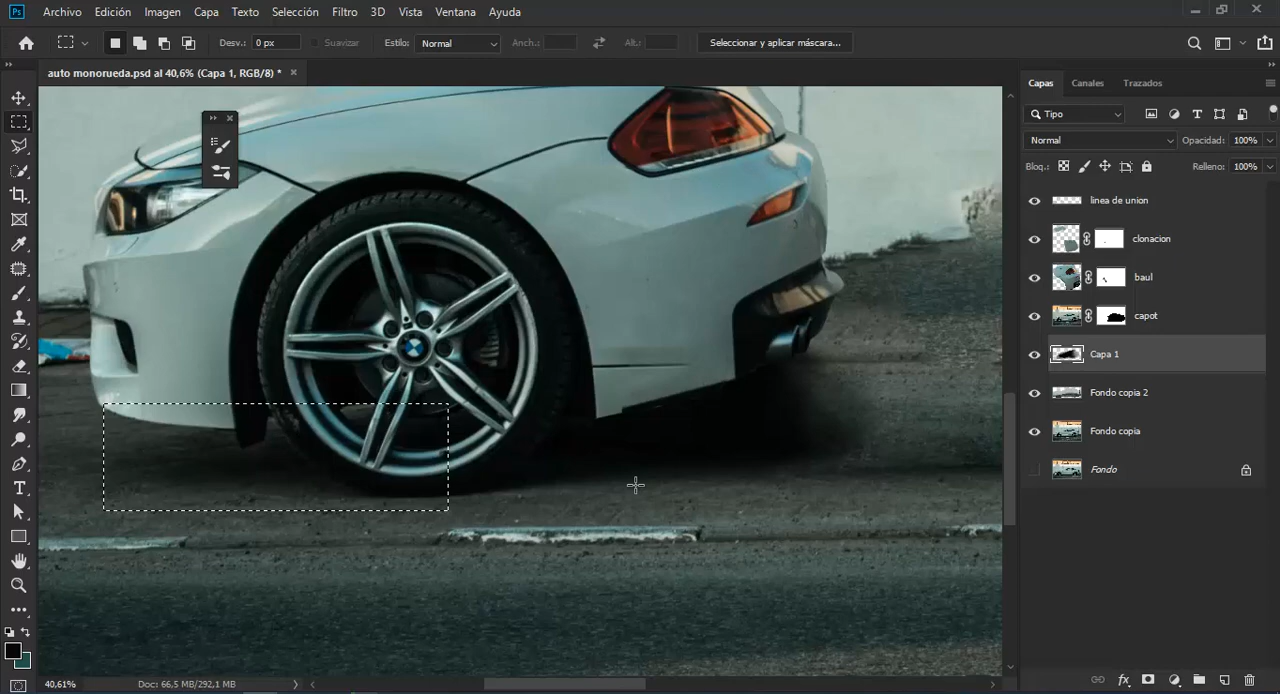 Ps Archivo Edición Imagen Capa Texto Selección Filtro 3D Vista Ventana Ayuda
Desv.: 0 px Suavizar Estilo: Normal Anch.: Alt.: Seleccionar y aplicar máscara...
auto monorueda.psd al 40,6% (Capa 1, RGB/8) *
Capas Canales Trazados
Tipo
Normal Opacidad: 100%
Bloq.: Relleno: 100%
linea de union
clonacion
baul
capot
Capa 1
Fondo copia 2
Fondo copia
Fondo
40,61% Doc: 66,5 MB/292,1 MB